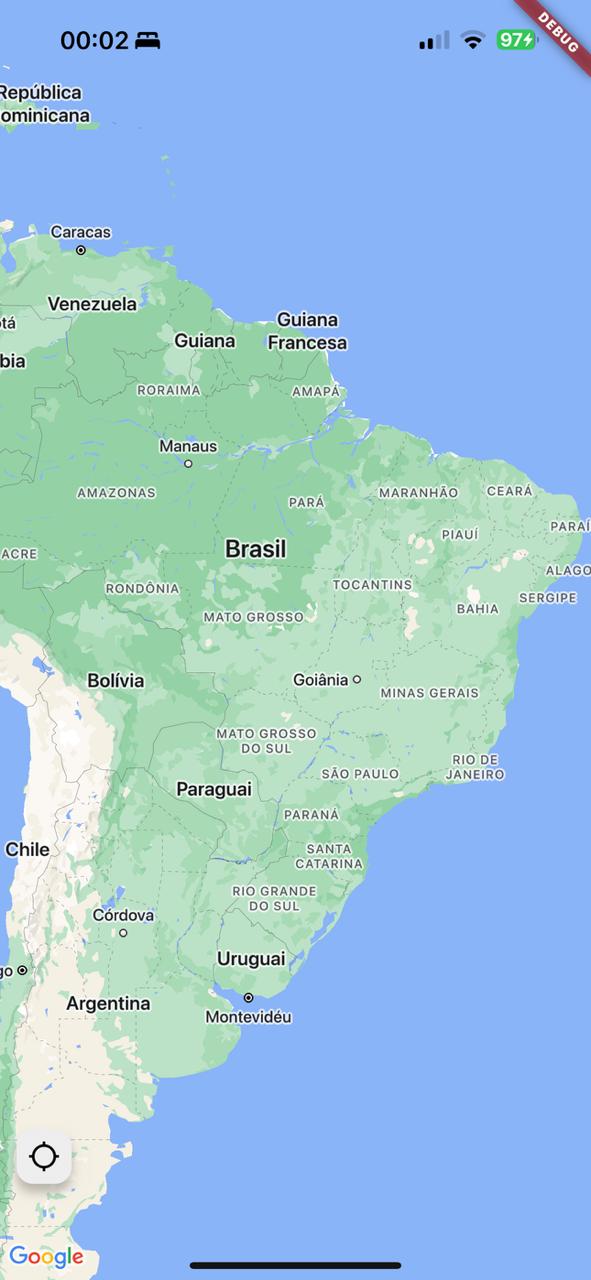 00:02
97
DEBUG
República
ominicana
Caracas
Venezuela
otá
bia
Guiana
Guiana
Francesa
RORAIMA
AMAPÁ
Manaus
AMAZONAS
PARÁ
MARANHÃO
CEARÁ
PIAUÍ
PARAÍ
Brasil
ACRE
RONDÔNIA
TOCANTINS
ALAGO
SERGIPE
BAHIA
MATO GROSSO
Bolívia
Goiânia
MINAS GERAIS
MATO GROSSO
DO SUL
SÃO PAULO
RIO DE
JANEIRO
Paraguai
PARANÁ
Chile
SANTA
CATARINA
RIO GRANDE
DO SUL
Córdova
Uruguai
go
Argentina
Montevidéu
Google